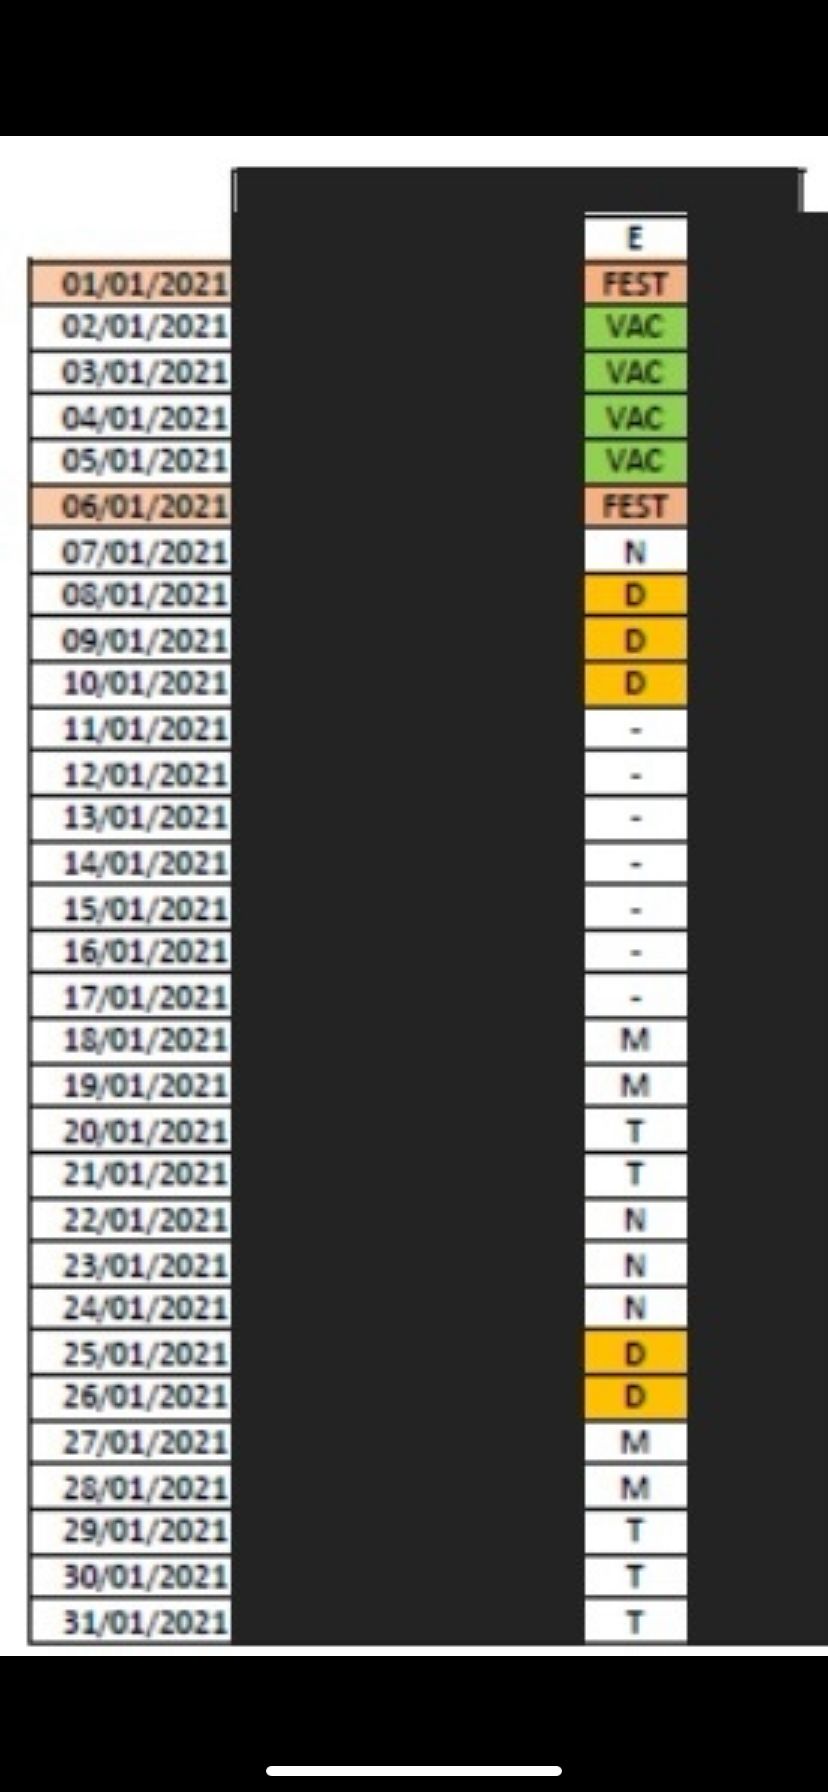 E
01/01/2021 FEST
02/01/2021 VAC
03/01/2021 VAC
04/01/2021 VAC
05/01/2021 VAC
06/01/2021 FEST
07/01/2021 N
08/01/2021 D
09/01/2021 D
10/01/2021 D
11/01/2021 -
12/01/2021 -
13/01/2021 -
14/01/2021 -
15/01/2021 -
16/01/2021 -
17/01/2021 -
18/01/2021 M
19/01/2021 M
20/01/2021 T
21/01/2021 T
22/01/2021 N
23/01/2021 N
24/01/2021 N
25/01/2021 D
26/01/2021 D
27/01/2021 M
28/01/2021 M
29/01/2021 T
30/01/2021 T
31/01/2021 T